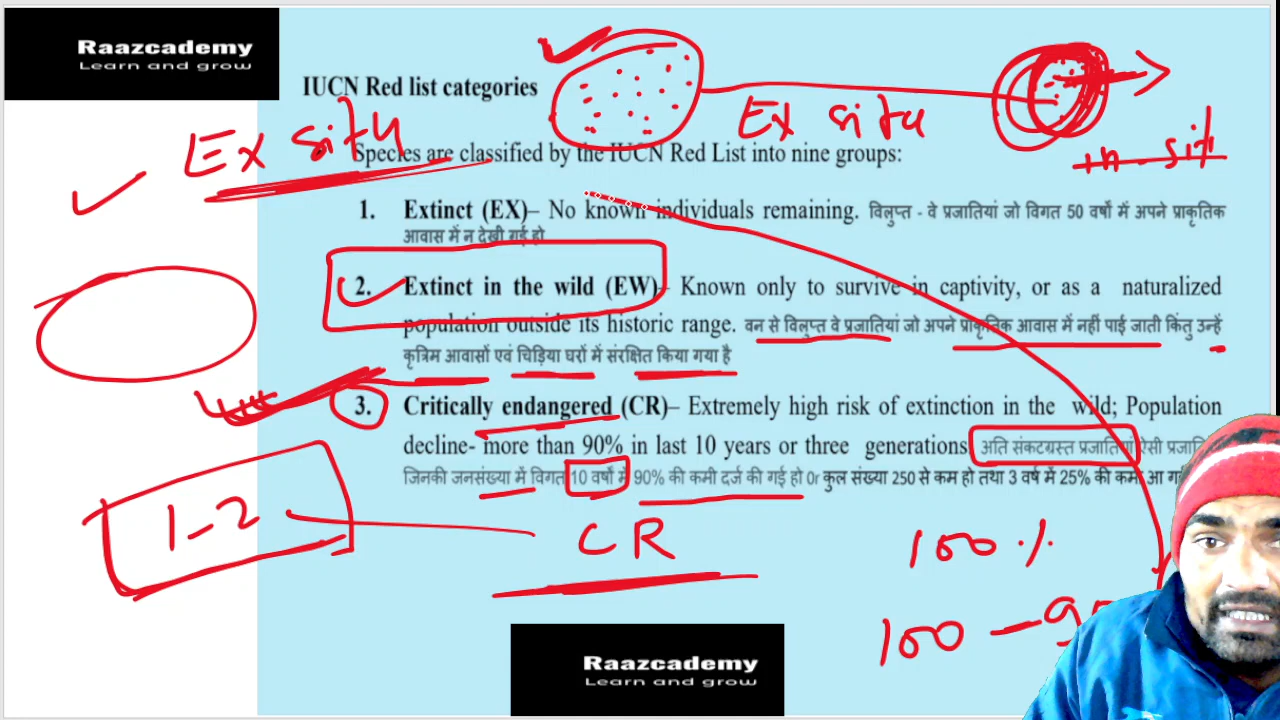 Raazcademy
Learn and grow
IUCN Red list categories
Ex situ
Ex situ
in-sit
Species are classified by the IUCN Red List into nine groups:
1. Extinct (EX)– No known individuals remaining. विलुप्त - वे प्रजातियां जो विगत 50 वर्षों में अपने प्राकृतिक
आवास में न देखी गई हो
2. Extinct in the wild (EW)– Known only to survive in captivity, or as a naturalized
population outside its historic range. वन से विलुप्त वे प्रजातियां जो अपने प्राकृतिक आवास में नहीं पाई जाती किंतु उन्हें
कृत्रिम आवासों एवं चिड़िया घरों में संरक्षित किया गया है
3. Critically endangered (CR)– Extremely high risk of extinction in the wild; Population
decline- more than 90% in last 10 years or three generations. अति संकटग्रस्त प्रजातियां ऐसी
जिनकी जनसंख्या में विगत 10 वर्षों में 90% की कमी दर्ज की गई हो Or कुल संख्या 250 से कम हो तथा 3 वर्ष में 25% की कमी आ
1-2
CR
100%
100 -
Raazcademy
Learn and grow